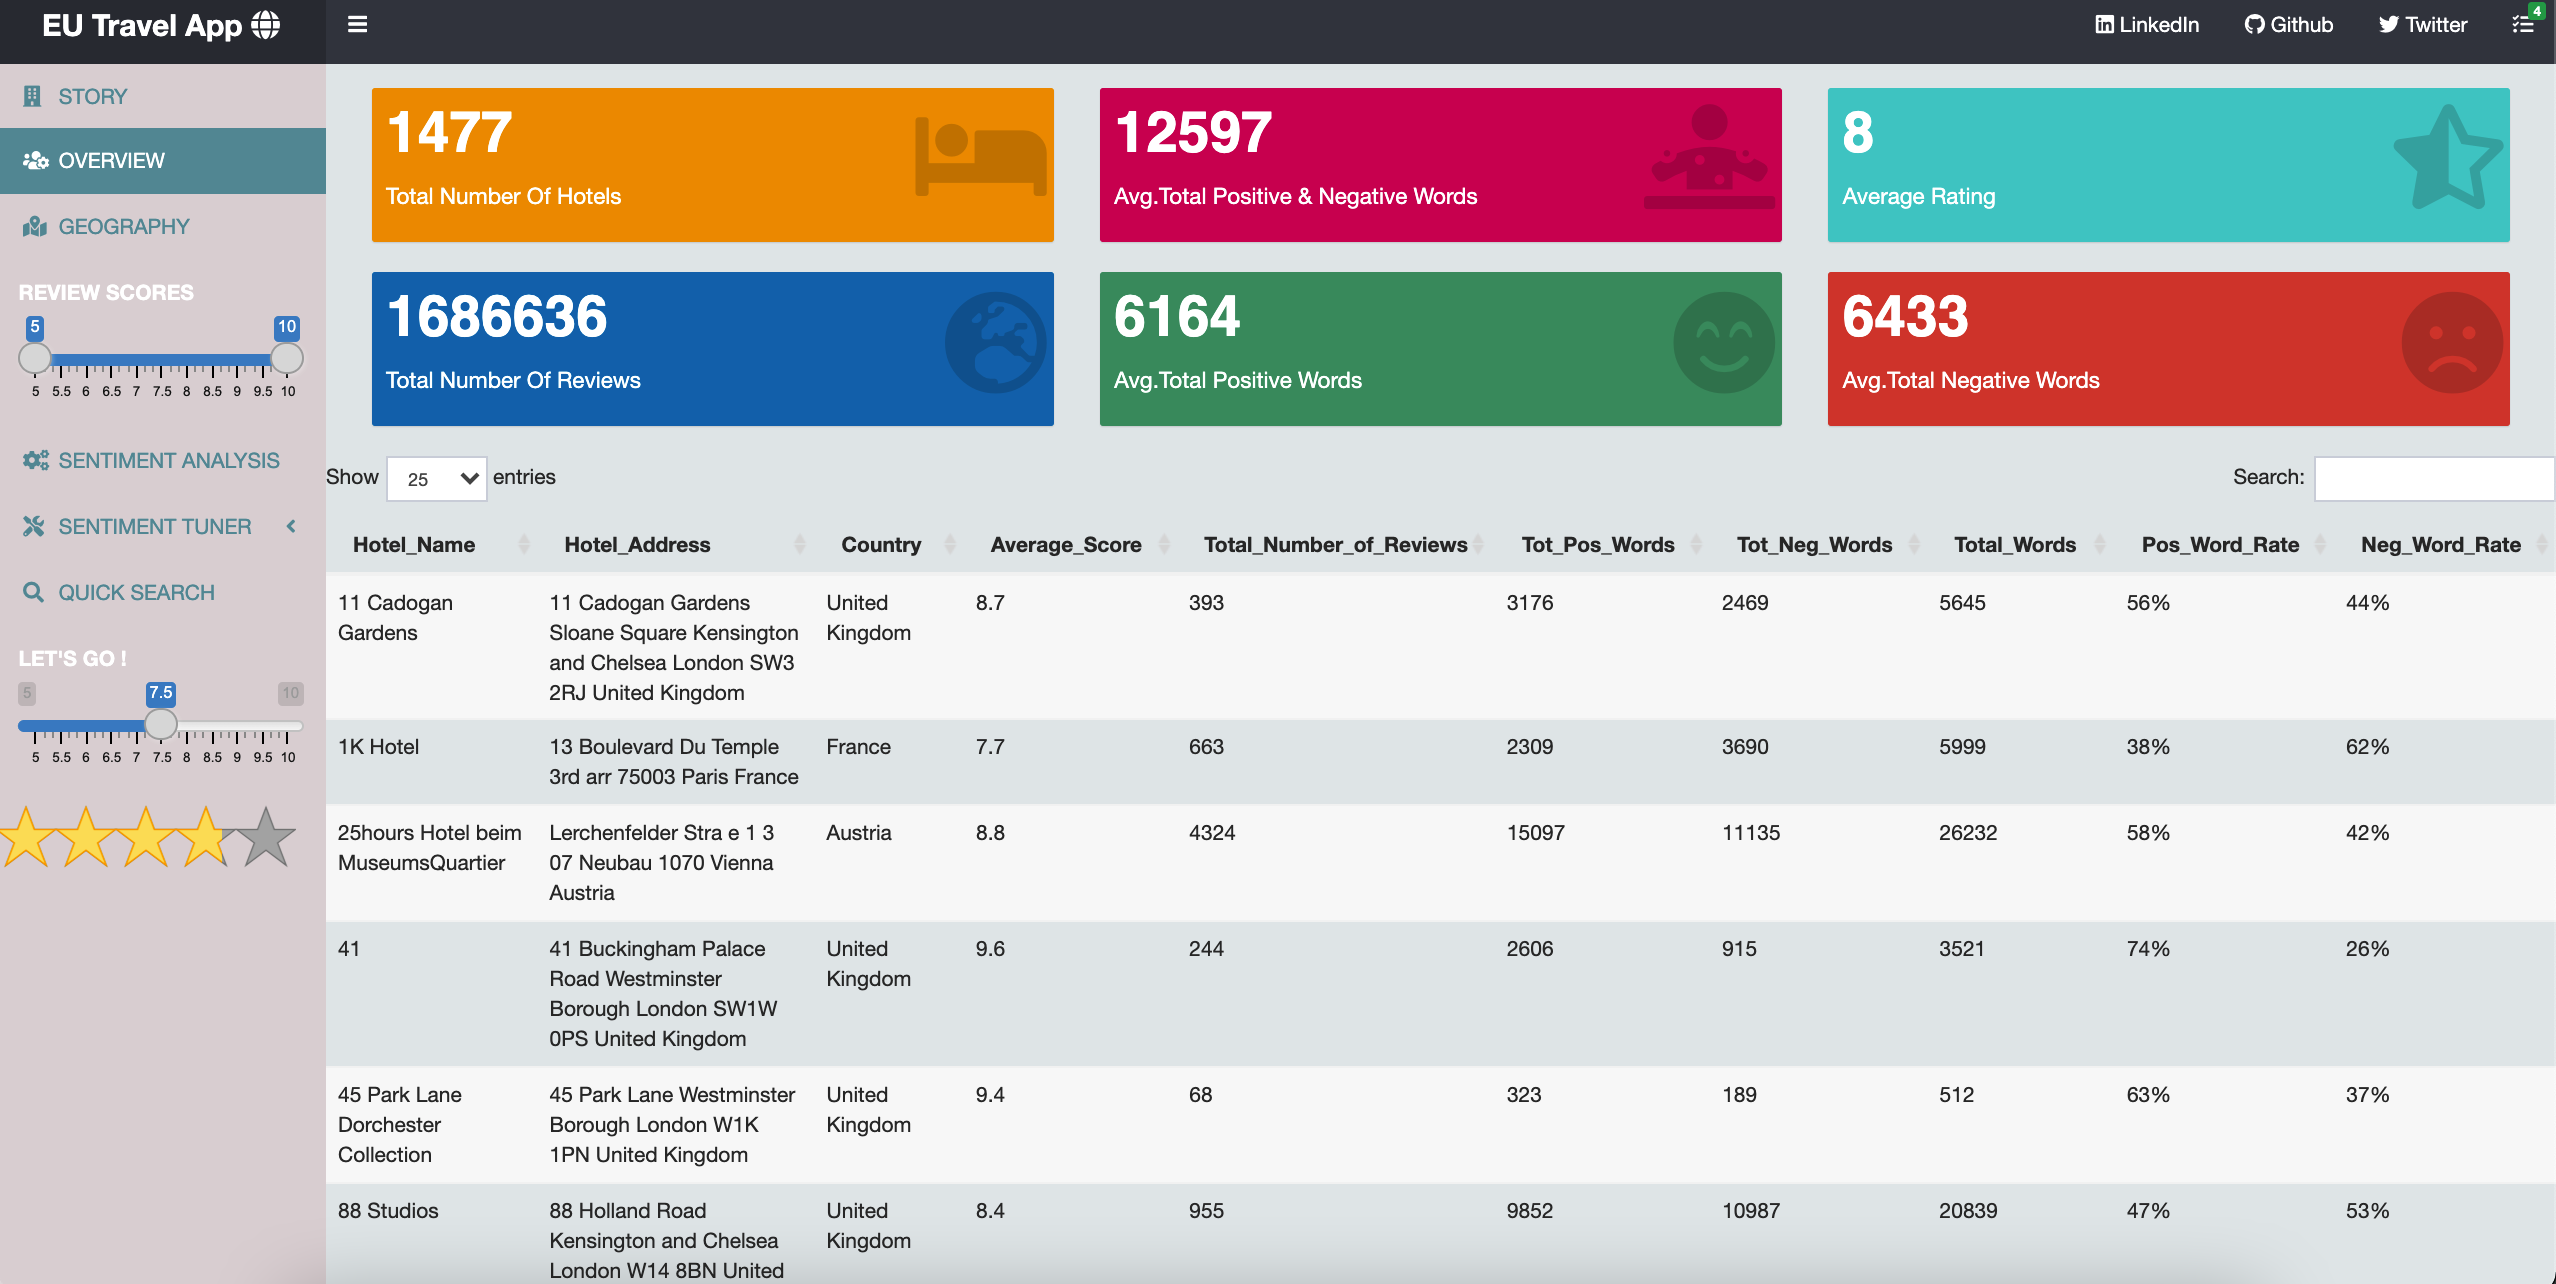 EU Travel App
LinkedIn
Github
Twitter
4
STORY
OVERVIEW
GEOGRAPHY
REVIEW SCORES
5
10
5 5.5 6 6.5 7 7.5 8 8.5 9 9.5 10
SENTIMENT ANALYSIS
SENTIMENT TUNER
QUICK SEARCH
LET'S GO !
5
7.5
10
5 5.5 6 6.5 7 7.5 8 8.5 9 9.5 10
1477
Total Number Of Hotels
12597
Avg.Total Positive & Negative Words
8
Average Rating
1686636
Total Number Of Reviews
6164
Avg.Total Positive Words
6433
Avg.Total Negative Words
Show 25 entries
Search:
Hotel_Name Hotel_Address Country Average_Score Total_Number_of_Reviews Tot_Pos_Words Tot_Neg_Words Total_Words Pos_Word_Rate Neg_Word_Rate
11 Cadogan 11 Cadogan Gardens United 8.7 393 3176 2469 5645 56% 44%
Gardens Sloane Square Kensington Kingdom
and Chelsea London SW3
2RJ United Kingdom
1K Hotel 13 Boulevard Du Temple France 7.7 663 2309 3690 5999 38% 62%
3rd arr 75003 Paris France
25hours Hotel beim Lerchenfelder Stra e 1 3 Austria 8.8 4324 15097 11135 26232 58% 42%
MuseumsQuartier 07 Neubau 1070 Vienna
Austria
41 41 Buckingham Palace United 9.6 244 2606 915 3521 74% 26%
Road Westminster Kingdom
Borough London SW1W
0PS United Kingdom
45 Park Lane 45 Park Lane Westminster United 9.4 68 323 189 512 63% 37%
Dorchester Borough London W1K Kingdom
Collection 1PN United Kingdom
88 Studios 88 Holland Road United 8.4 955 9852 10987 20839 47% 53%
Kensington and Chelsea Kingdom
London W14 8BN United